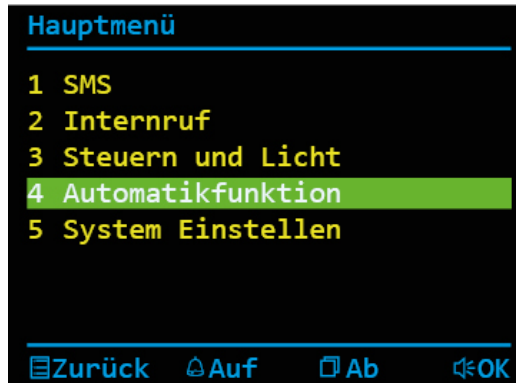 Hauptmenü
1 SMS
2 Internruf
3 Steuern und Licht
4 Automatikfunktion
5 System Einstellen
Zurück Auf Ab OK